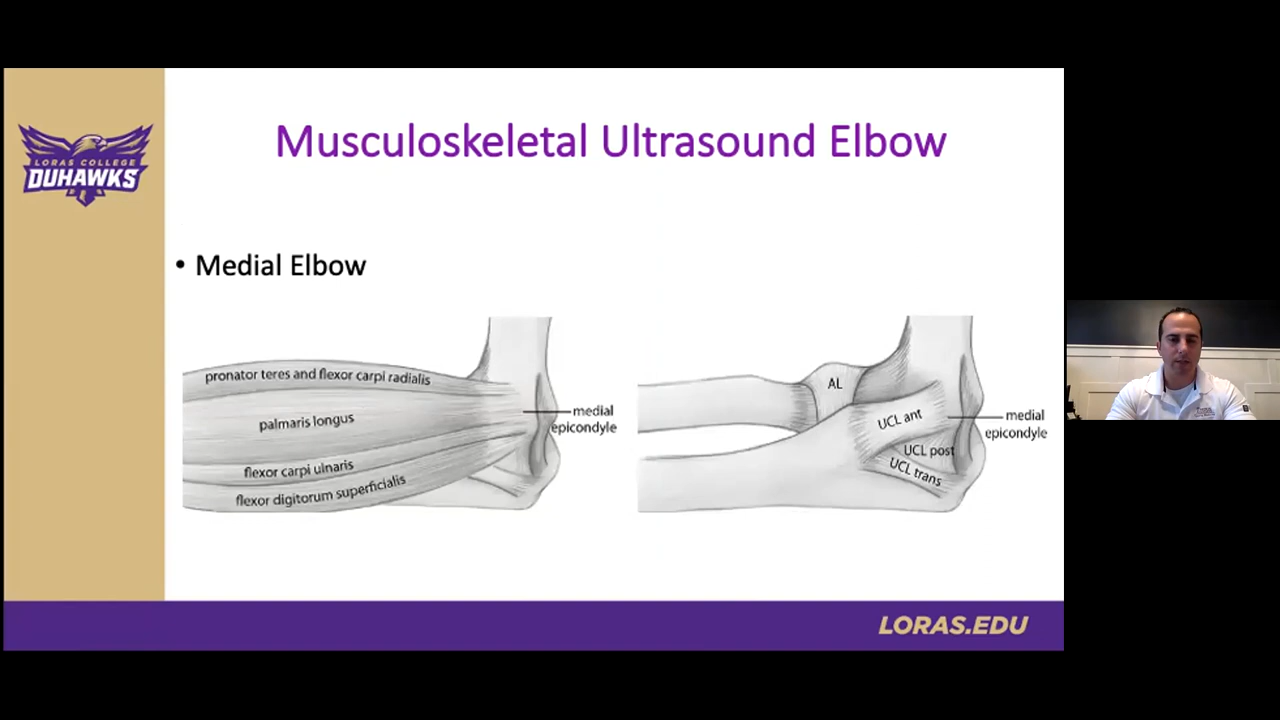 LORAS COLLEGE
DUHAWKS
Musculoskeletal Ultrasound Elbow
• Medial Elbow
pronator teres and flexor carpi radialis
palmaris longus
flexor carpi ulnaris
flexor digitorum superficialis
medial
epicondyle
AL
UCL ant
UCL post
UCL trans
medial
epicondyle
LORAS.EDU